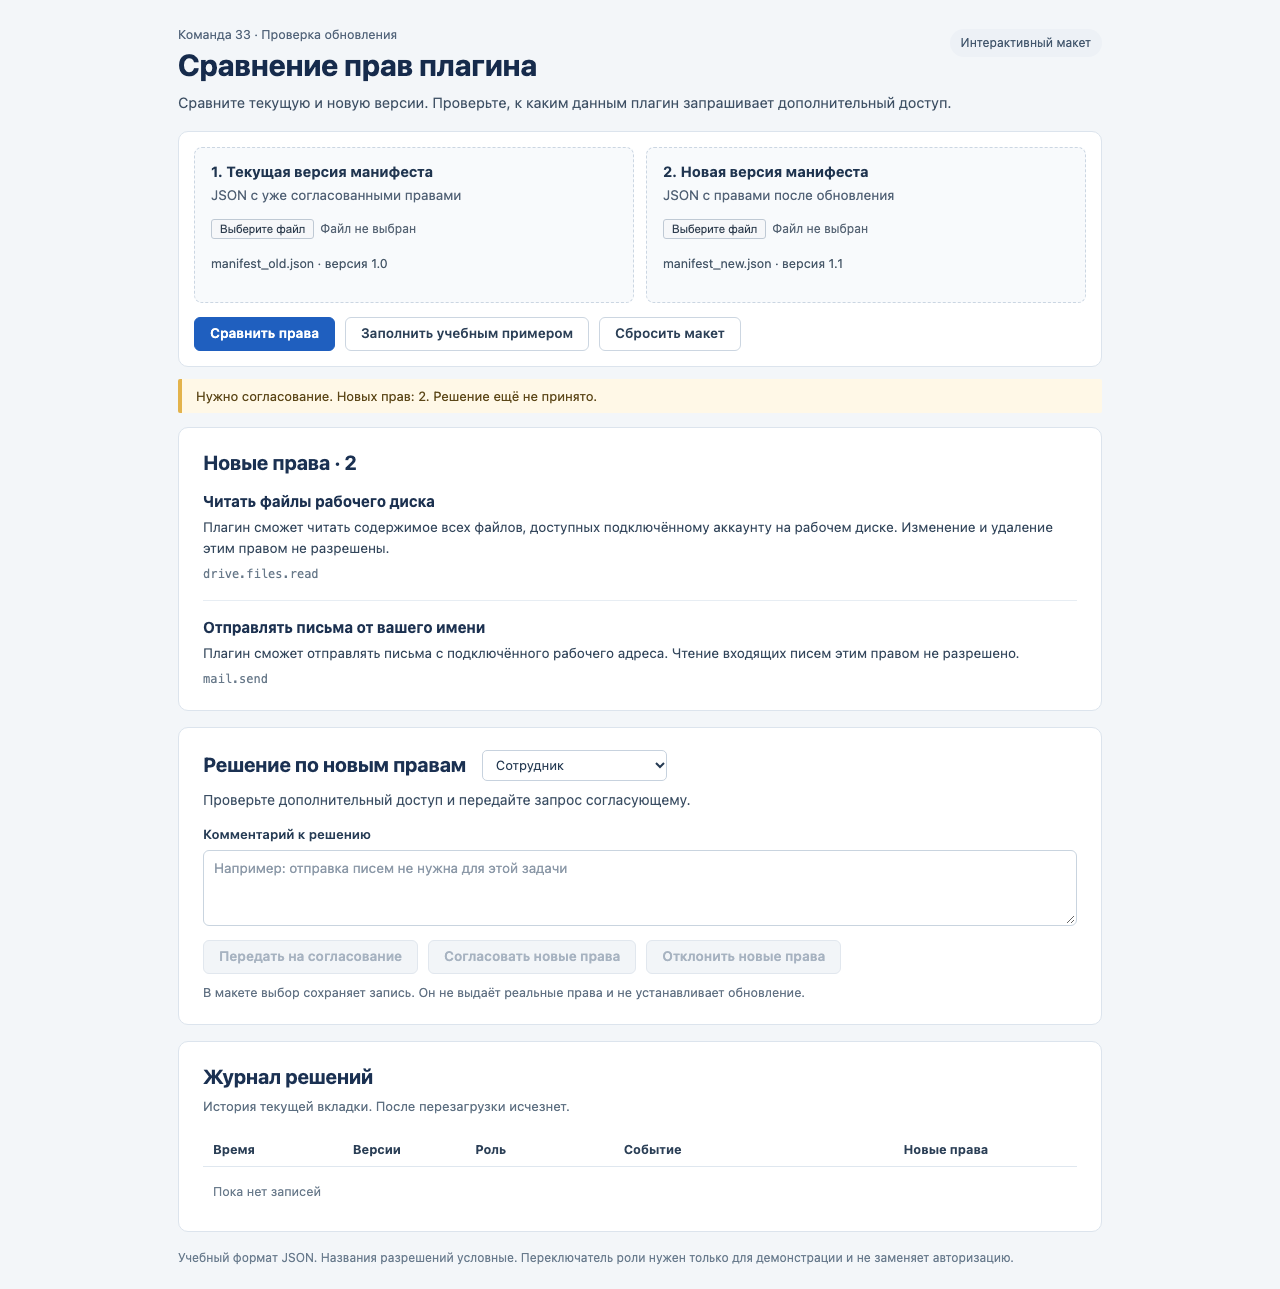 Команда 33 · Проверка обновления
Интерактивный макет
Сравнение прав плагина
Сравните текущую и новую версии. Проверьте, к каким данным плагин запрашивает дополнительный доступ.
1. Текущая версия манифеста
JSON с уже согласованными правами
Выберите файл Файл не выбран
manifest_old.json · версия 1.0
2. Новая версия манифеста
JSON с правами после обновления
Выберите файл Файл не выбран
manifest_new.json · версия 1.1
Сравнить права
Заполнить учебным примером
Сбросить макет
Нужно согласование. Новых прав: 2. Решение ещё не принято.
Новые права · 2
Читать файлы рабочего диска
Плагин сможет читать содержимое всех файлов, доступных подключённому аккаунту на рабочем диске. Изменение и удаление
этим правом не разрешены.
drive.files.read
Отправлять письма от вашего имени
Плагин сможет отправлять письма с подключённого рабочего адреса. Чтение входящих писем этим правом не разрешено.
mail.send
Решение по новым правам
Сотрудник
Проверьте дополнительный доступ и передайте запрос согласующему.
Комментарий к решению
Например: отправка писем не нужна для этой задачи
Передать на согласование
Согласовать новые права
Отклонить новые права
В макете выбор сохраняет запись. Он не выдаёт реальные права и не устанавливает обновление.
Журнал решений
История текущей вкладки. После перезагрузки исчезнет.
Время Версии Роль Событие Новые права
Пока нет записей
Учебный формат JSON. Названия разрешений условные. Переключатель роли нужен только для демонстрации и не заменяет авторизацию.